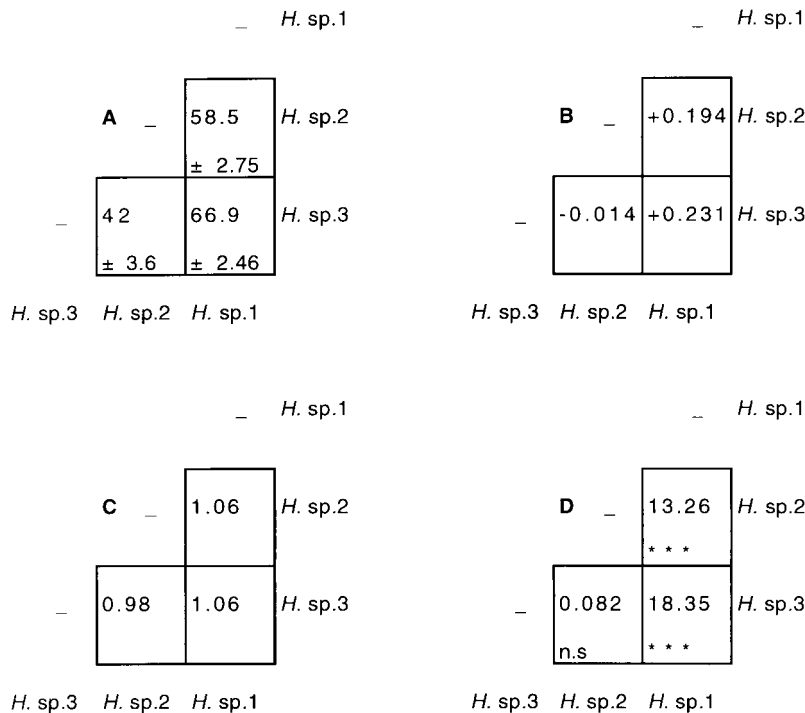 H. sp.1
A – 58.5 H. sp.2
± 2.75
– 42 66.9 H. sp.3
± 3.6 ± 2.46
H. sp.3 H. sp.2 H. sp.1
– H. sp.1
B – +0.194 H. sp.2
– -0.014 +0.231 H. sp.3
H. sp.3 H. sp.2 H. sp.1
– H. sp.1
C – 1.06 H. sp.2
– 0.98 1.06 H. sp.3
H. sp.3 H. sp.2 H. sp.1
– H. sp.1
D – 13.26 H. sp.2
* * *
– 0.082 18.35 H. sp.3
n.s * * *
H. sp.3 H. sp.2 H. sp.1